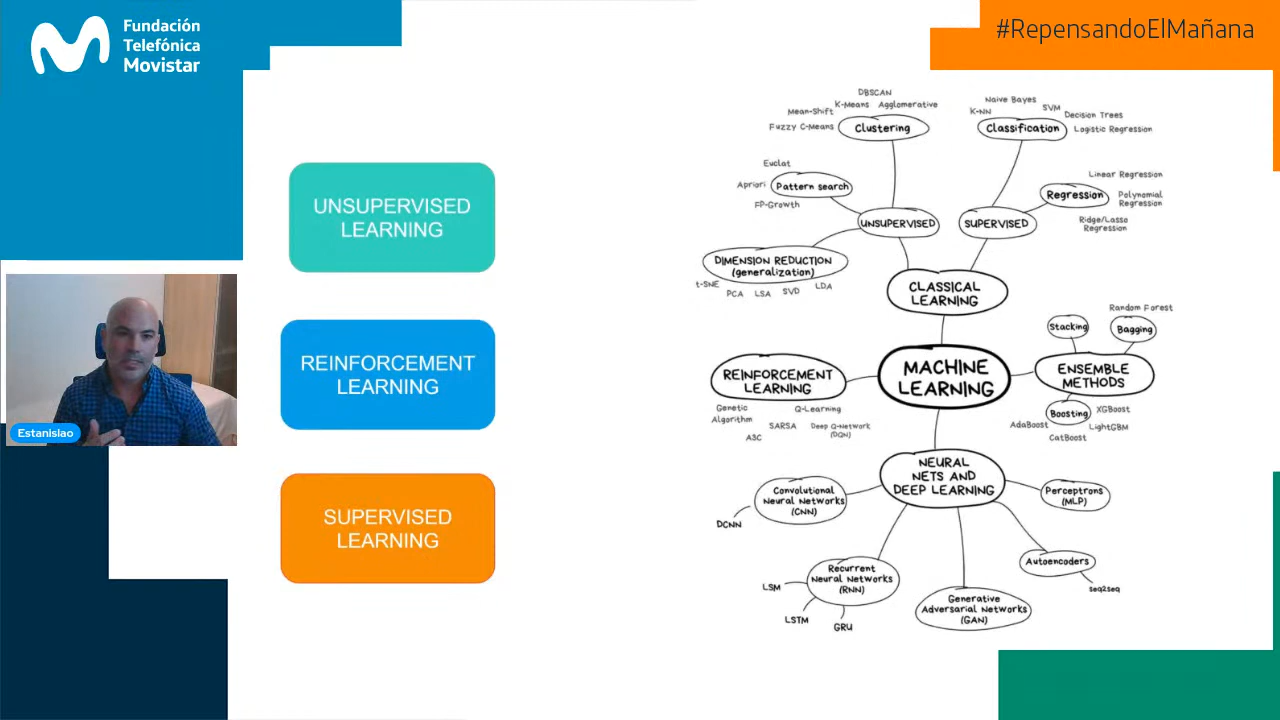 Fundación
Telefónica
Movistar
#RepensandoElMañana
UNSUPERVISED
LEARNING
REINFORCEMENT
LEARNING
SUPERVISED
LEARNING
Estanislao
DBSCAN
K-Means
Agglomerative
Mean-Shift
Fuzzy C-Means
Clustering
Euclat
Apriori
Pattern search
FP-Growth
UNSUPERVISED
DIMENSION REDUCTION
(generalization)
t-SNE
PCA
LSA
SVD
LDA
Naive Bayes
K-NN
SVM
Decision Trees
Logistic Regression
Classification
Linear Regression
Regression
Polynomial
Regression
Ridge/Lasso
Regression
SUPERVISED
CLASSICAL
LEARNING
MACHINE
LEARNING
REINFORCEMENT
LEARNING
Genetic
Algorithm
Q-Learning
SARSA
Deep Q-Network
(DQN)
A3C
Random Forest
Stacking
Bagging
ENSEMBLE
METHODS
Boosting
XGBoost
AdaBoost
LightGBM
CatBoost
NEURAL
NETS AND
DEEP LEARNING
Convolutional
Neural Networks
(CNN)
DCNN
Perceptrons
(MLP)
Recurrent
Neural Networks
(RNN)
LSM
LSTM
GRU
Generative
Adversarial Networks
(GAN)
Autoencoders
seq2seq